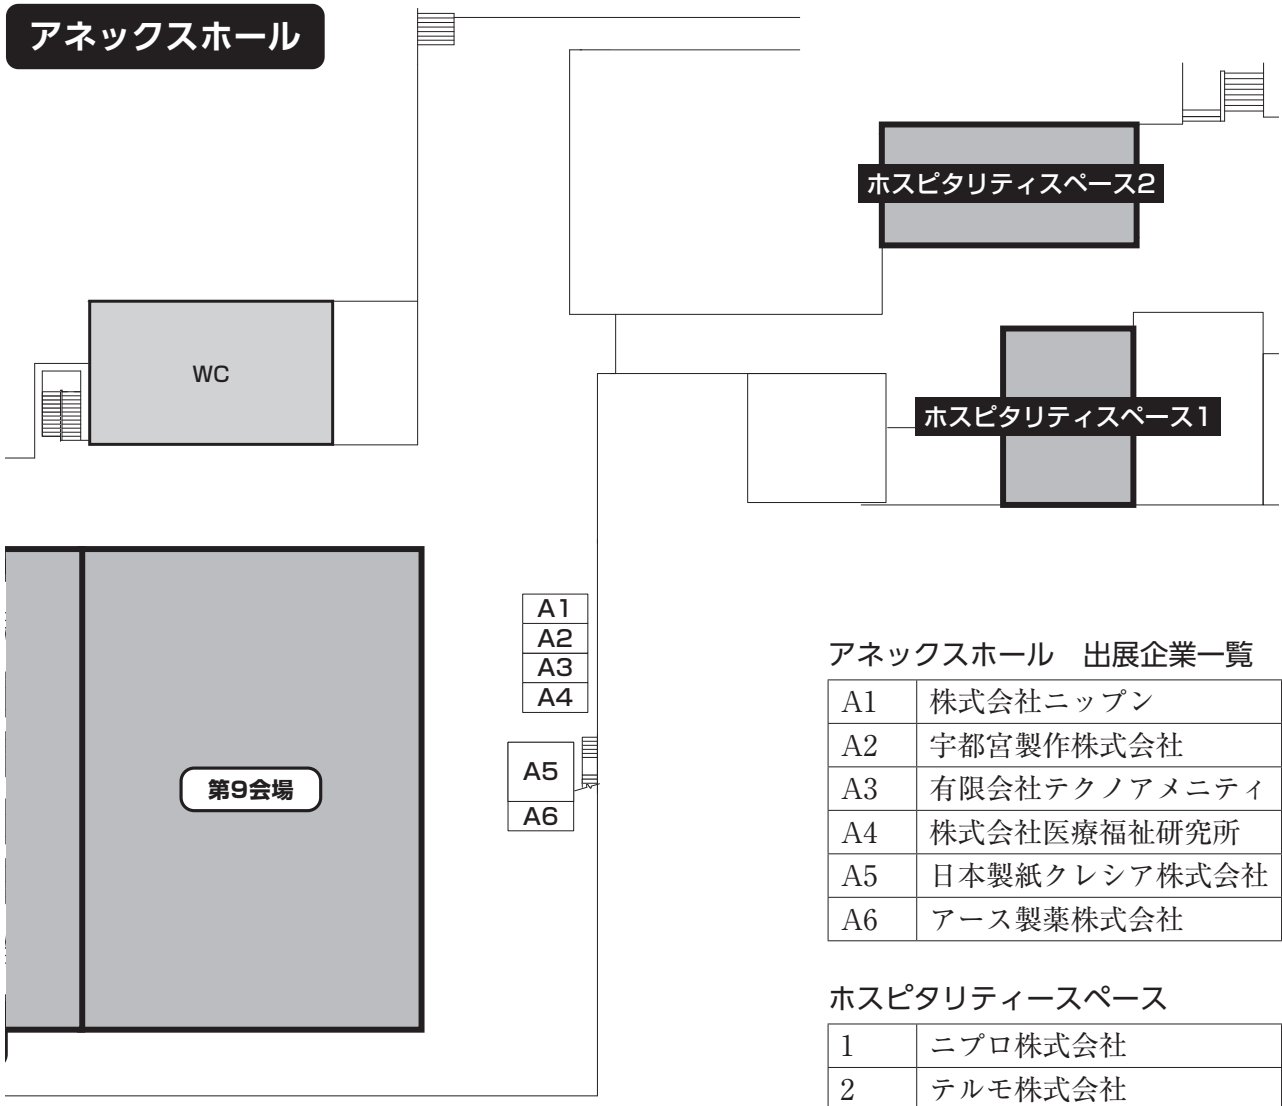 アネックスホール
ホスピタリティスペース2
WC
ホスピタリティスペース1
A1
A2
A3
A4
A5
A6
第9会場
アネックスホール　出展企業一覧
A1 株式会社ニップン
A2 宇都宮製作株式会社
A3 有限会社テクノアメニティ
A4 株式会社医療福祉研究所
A5 日本製紙クレシア株式会社
A6 アース製薬株式会社
ホスピタリティースペース
1 ニプロ株式会社
2 テルモ株式会社